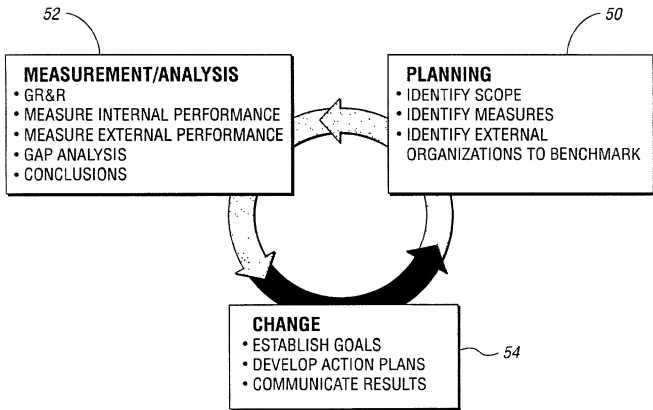 52
50
MEASUREMENT/ANALYSIS
• GR&R
• MEASURE INTERNAL PERFORMANCE
• MEASURE EXTERNAL PERFORMANCE
• GAP ANALYSIS
• CONCLUSIONS
PLANNING
• IDENTIFY SCOPE
• IDENTIFY MEASURES
• IDENTIFY EXTERNAL
ORGANIZATIONS TO BENCHMARK
CHANGE
• ESTABLISH GOALS
• DEVELOP ACTION PLANS
• COMMUNICATE RESULTS
54